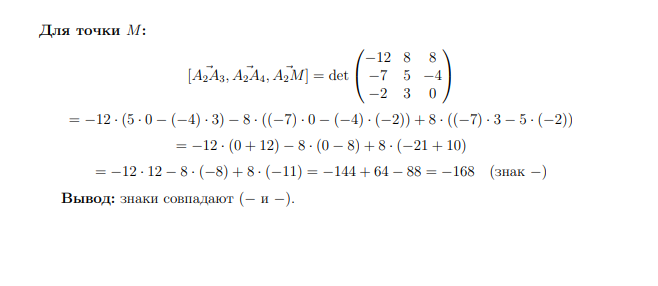 Для точки M:
[A₂A₃⃗, A₂A₄⃗, A₂M⃗] = det
(−12 8 8
−7 5 −4
−2 3 0)
= −12 · (5 · 0 − (−4) · 3) − 8 · ((−7) · 0 − (−4) · (−2)) + 8 · ((−7) · 3 − 5 · (−2))
= −12 · (0 + 12) − 8 · (0 − 8) + 8 · (−21 + 10)
= −12 · 12 − 8 · (−8) + 8 · (−11) = −144 + 64 − 88 = −168 (знак −)
Вывод: знаки совпадают (− и −).